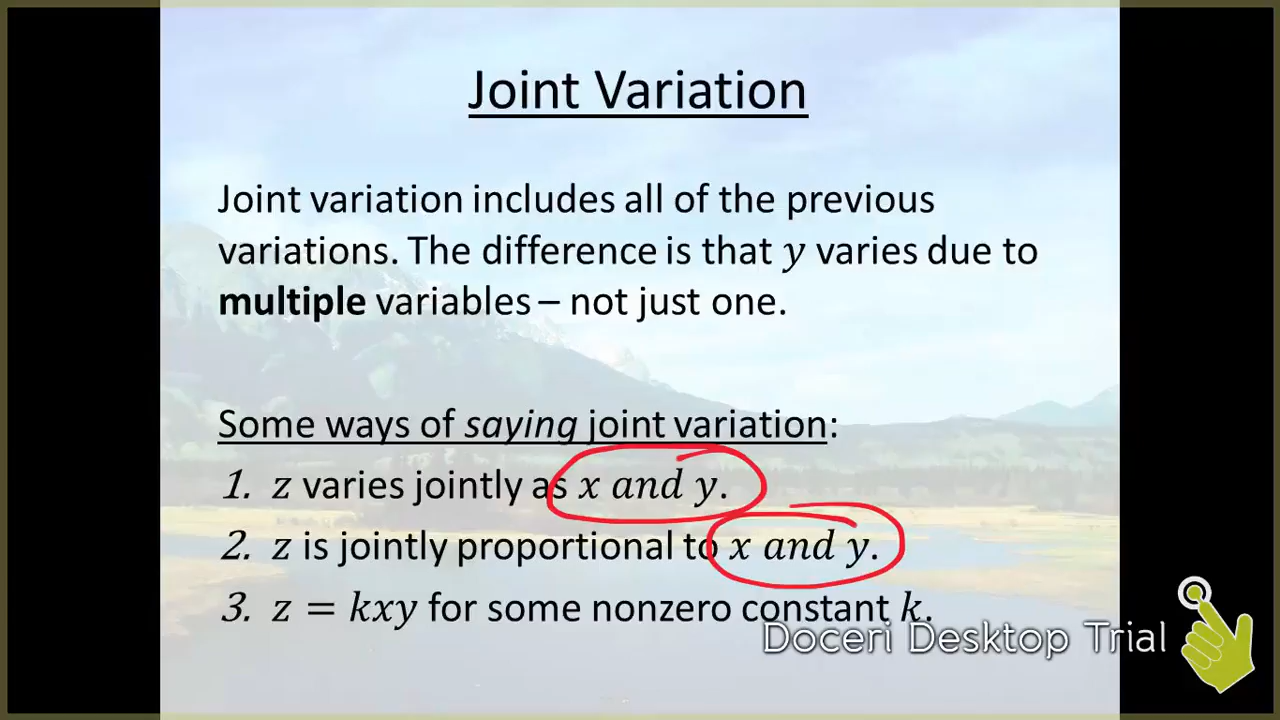 Joint Variation
Joint variation includes all of the previous
variations. The difference is that y varies due to
multiple variables – not just one.
Some ways of saying joint variation:
1. z varies jointly as x and y.
2. z is jointly proportional to x and y.
3. z = kxy for some nonzero constant k.
Doceri Desktop Trial